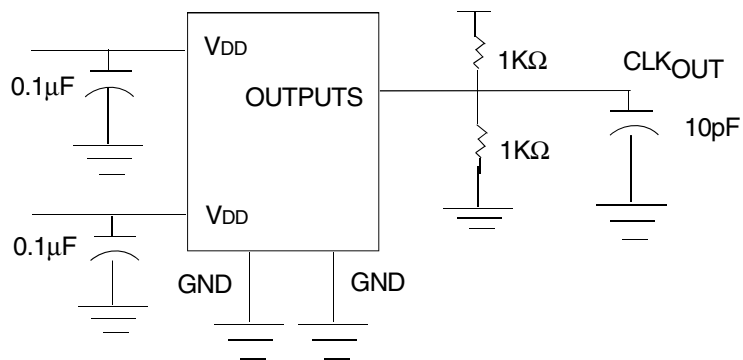 VDD
0.1µF
OUTPUTS
1KΩ
CLKOUT
10pF
1KΩ
VDD
0.1µF
GND
GND